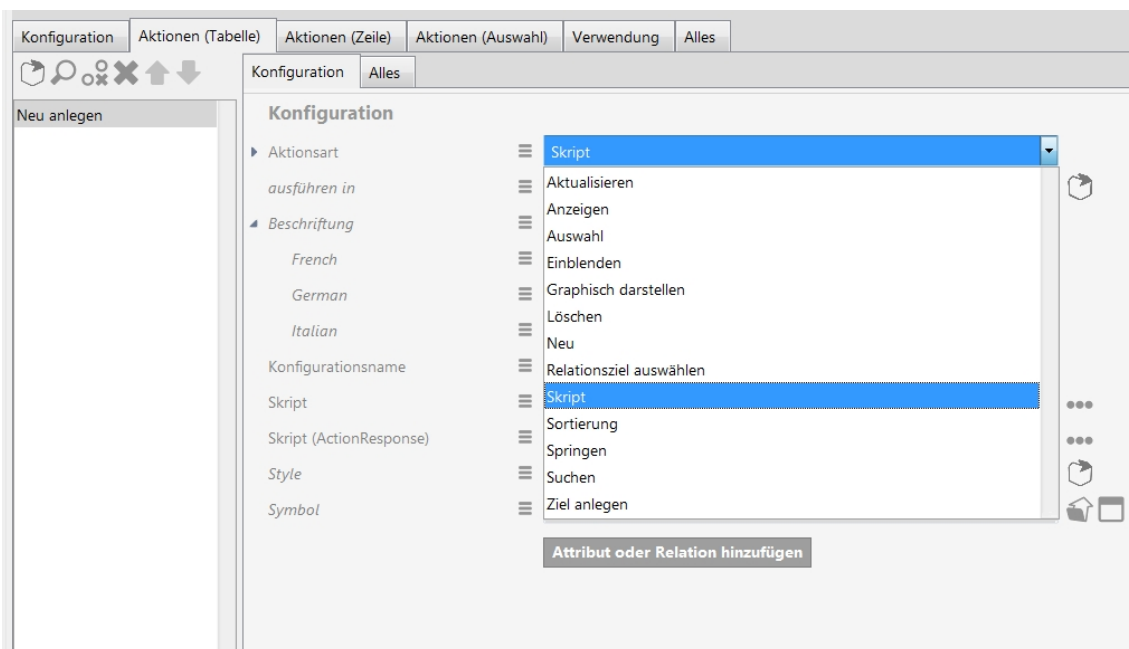 Konfiguration Aktionen (Tabelle) Aktionen (Zeile) Aktionen (Auswahl) Verwendung Alles
Konfiguration Alles
Neu anlegen
Konfiguration
Aktionsart Skript
ausführen in
Beschriftung
French
German
Italian
Konfigurationsname
Skript
Skript (ActionResponse)
Style
Symbol
Aktualisieren
Anzeigen
Auswahl
Einblenden
Graphisch darstellen
Löschen
Neu
Relationsziel auswählen
Skript
Sortierung
Springen
Suchen
Ziel anlegen
Attribut oder Relation hinzufügen